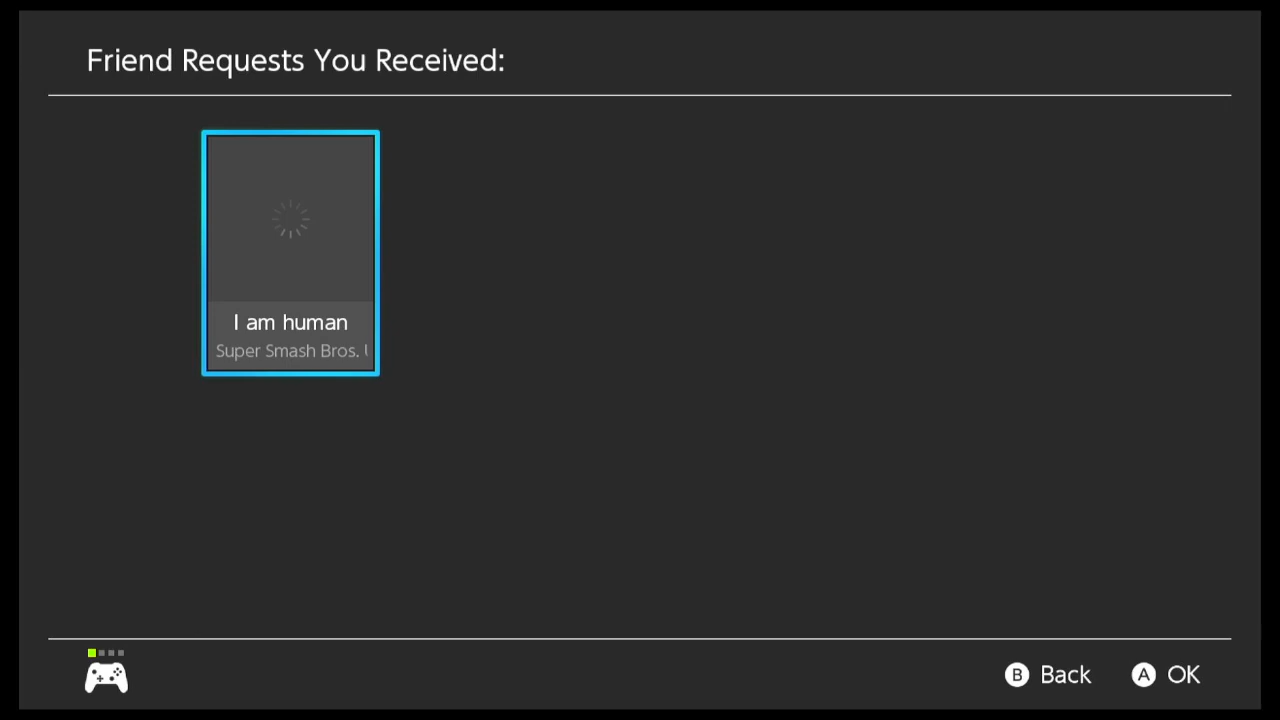 Friend Requests You Received:
I am human
Super Smash Bros.
B Back
A OK